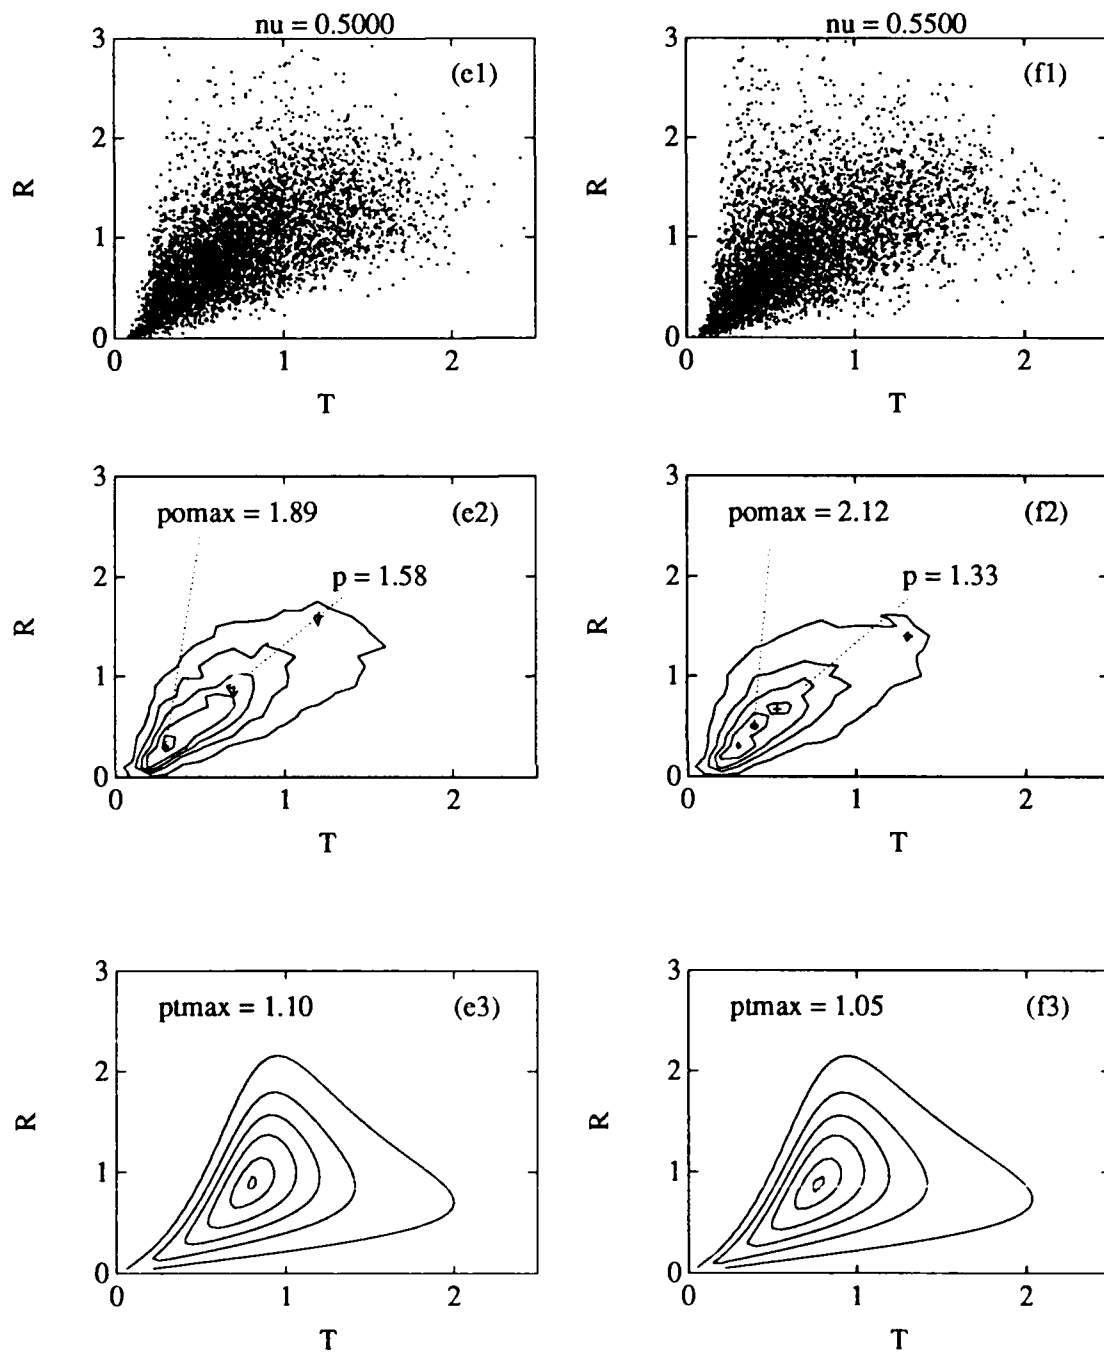 nu = 0.5000
3
(e1)
2
R
1
0
0 1 2
T
nu = 0.5500
3
(f1)
2
R
1
0
0 1 2
T
3
pomax = 1.89 (e2)
2
p = 1.58
R
1
0
0 1 2
T
3
pomax = 2.12 (f2)
2
p = 1.33
R
1
0
0 1 2
T
3
ptmax = 1.10 (e3)
2
R
1
0
0 1 2
T
3
ptmax = 1.05 (f3)
2
R
1
0
0 1 2
T